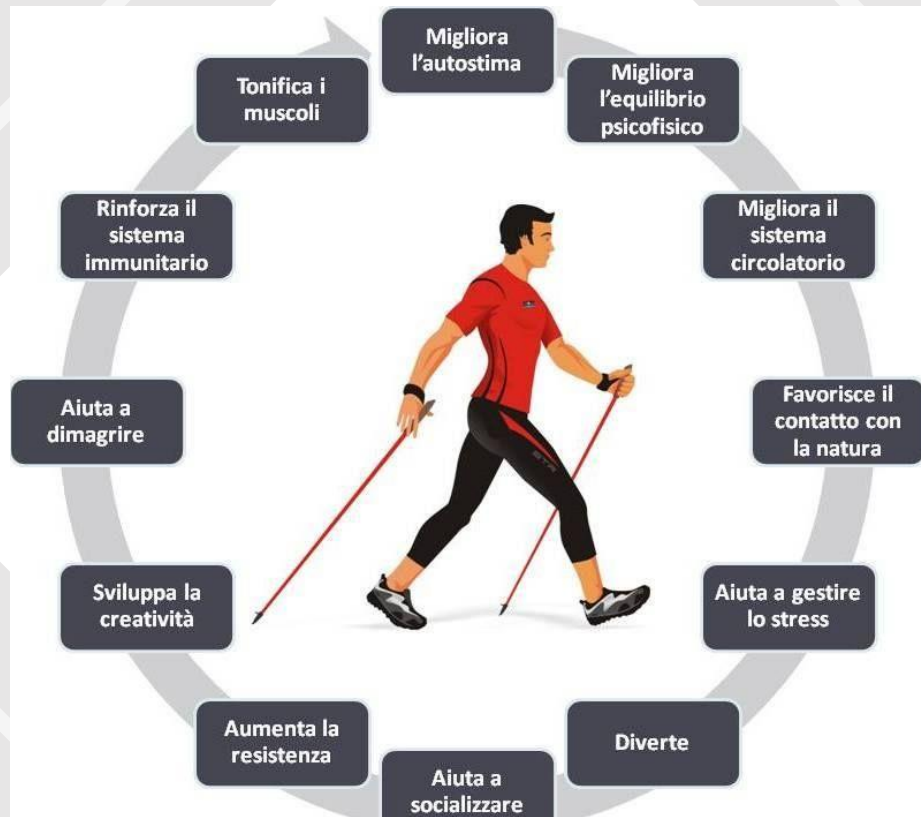 Migliora
l'autostima
Migliora
l'equilibrio
psicofisico
Migliora il
sistema
circolatorio
Favorisce il
contatto con
la natura
Aiuta a gestire
lo stress
Diverte
Aiuta a
socializzare
Aumenta la
resistenza
Sviluppa la
creatività
Aiuta a
dimagrire
Rinforza il
sistema
immunitario
Tonifica i
muscoli